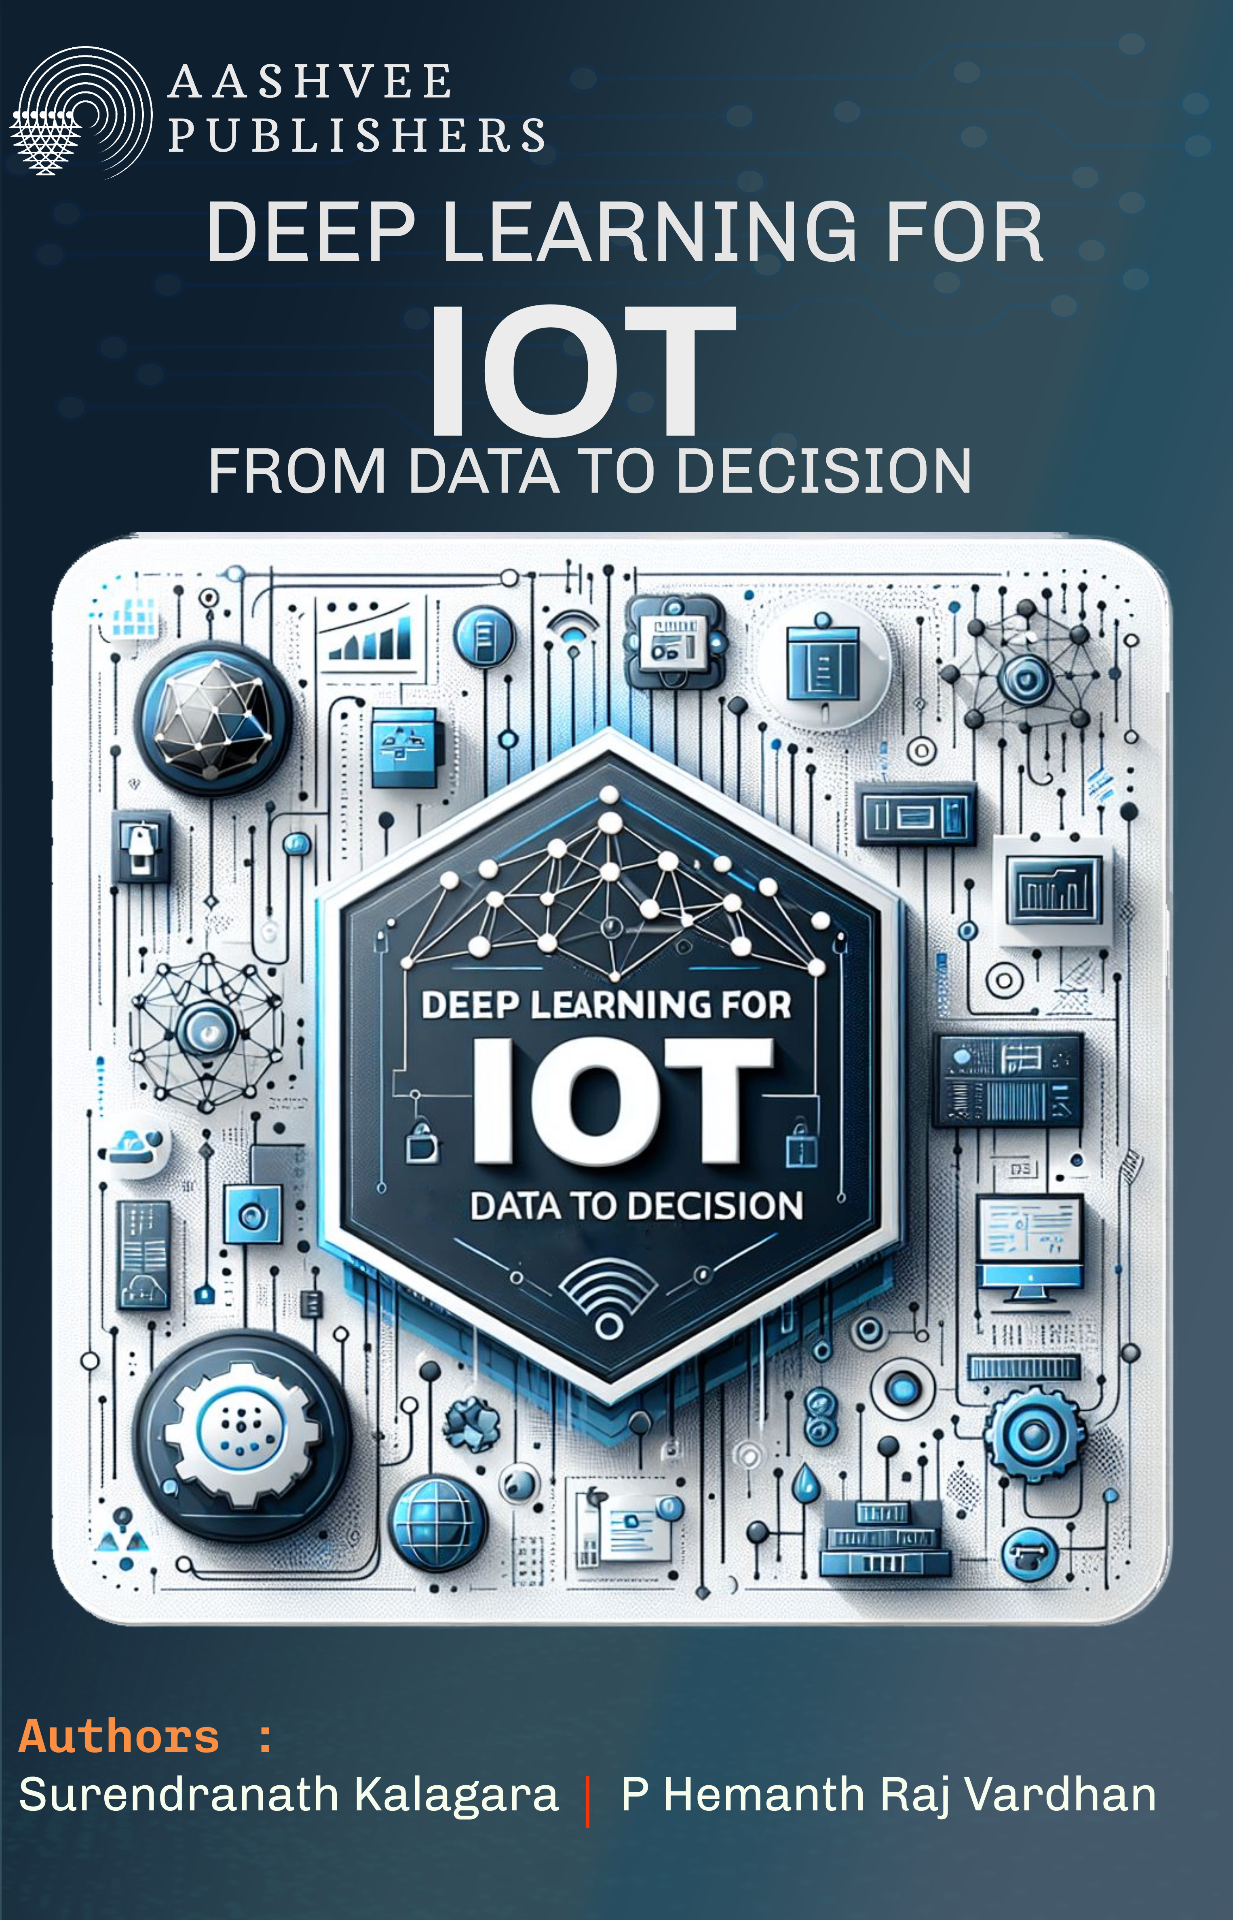 AASHVEE
PUBLISHERS
DEEP LEARNING FOR
IOT
FROM DATA TO DECISION
DEEP LEARNING FOR
IOT
DATA TO DECISION
Authors :
Surendranath Kalagara | P Hemanth Raj Vardhan